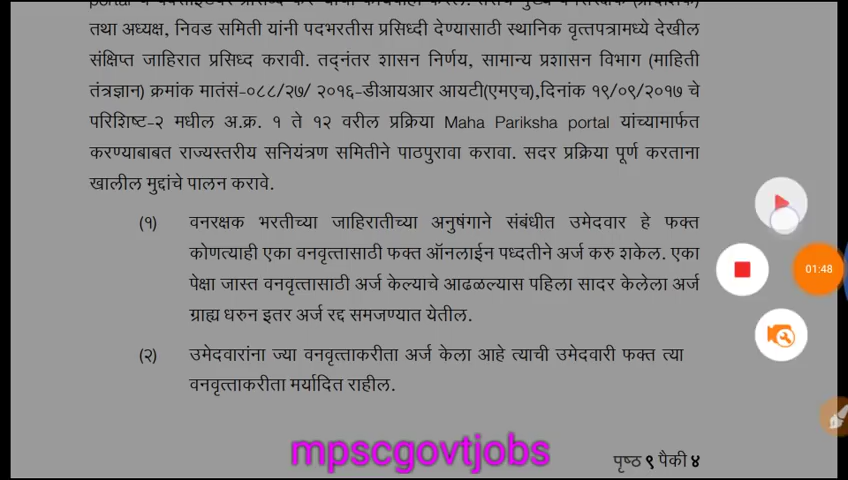 तथा अध्यक्ष, निवड समिती यांनी पदभरतीस प्रसिध्दी देण्यासाठी स्थानिक वृत्तपत्रामध्ये देखील
संक्षिप्त जाहिरात प्रसिध्द करावी. तद्नंतर शासन निर्णय, सामान्य प्रशासन विभाग (माहिती
तंत्रज्ञान) क्रमांक मातंसं-०८८/२७/ २०१६-डीआयआर आयटी(एमएच),दिनांक १९/०९/२०१७ चे
परिशिष्ट-२ मधील अ.क्र. १ ते १२ वरील प्रक्रिया Maha Pariksha portal यांच्यामार्फत
करण्याबाबत राज्यस्तरीय सनियंत्रण समितीने पाठपुरावा करावा. सदर प्रक्रिया पूर्ण करताना
खालील मुद्दांचे पालन करावे.
(१) वनरक्षक भरतीच्या जाहिरातीच्या अनुषंगाने संबंधीत उमेदवार हे फक्त
कोणत्याही एका वनवृत्तासाठी फक्त ऑनलाईन पध्दतीने अर्ज करु शकेल. एका
पेक्षा जास्त वनवृत्तासाठी अर्ज केल्याचे आढळल्यास पहिला सादर केलेला अर्ज
ग्राह्य धरुन इतर अर्ज रद्द समजण्यात येतील.
01:48
(२) उमेदवारांना ज्या वनवृत्ताकरीता अर्ज केला आहे त्याची उमेदवारी फक्त त्या
वनवृत्ताकरीता मर्यादित राहील.
mpscgovtjobs
पृष्ठ ९ पैकी ४